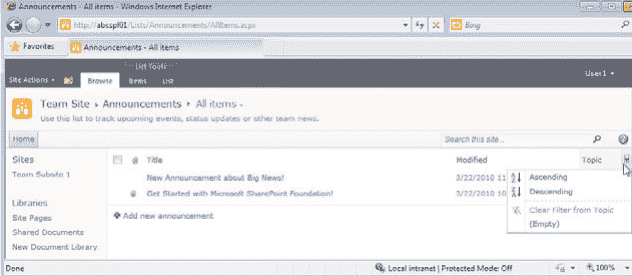 Announcements - All items - Windows Internet Explorer
http://abcspf01/Lists/Announcements/AllItems.aspx
Bing
Favorites
Announcements - All items
List Tools
Site Actions
Browse
Items
List
User1
Team Site ▸ Announcements ▸ All items
Use this list to track upcoming events, status updates or other team news.
Home
Search this site...
Sites
Team Subsite 1
Libraries
Site Pages
Shared Documents
New Document Library
Title Modified Topic
New Announcement about Big News! 3/22/2010 11
Get Started with Microsoft SharePoint Foundation! 3/22/2010 10
Add new announcement
Ascending
Descending
Clear Filter from Topic
(Empty)
Done
Local intranet | Protected Mode: Off
100%